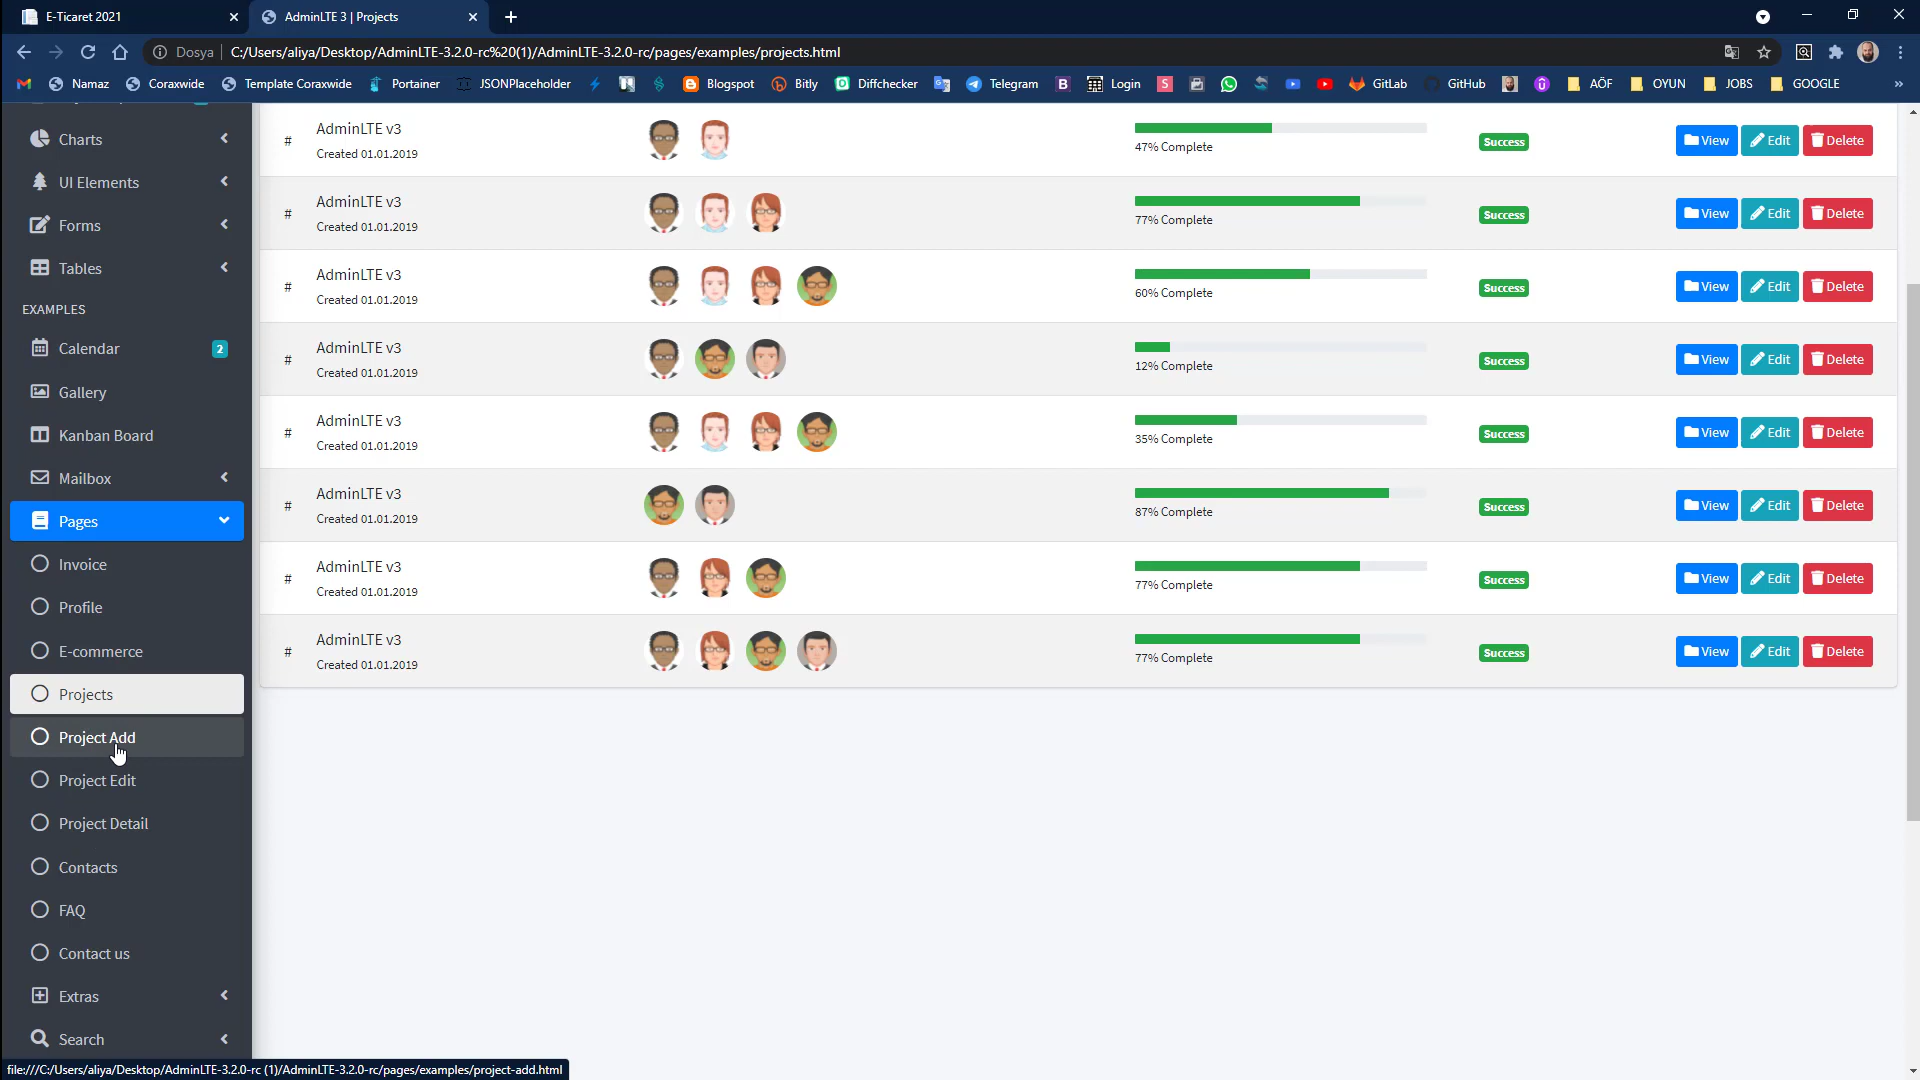 E-Ticaret 2021
AdminLTE 3 | Projects
Dosya C:/Users/aliya/Desktop/AdminLTE-3.2.0-rc%20(1)/AdminLTE-3.2.0-rc/pages/examples/projects.html
Namaz Coraxwide Template Coraxwide Portainer JSONPlaceholder Blogspot Bitly Diffchecker Telegram Login GitLab GitHub AÖF OYUN JOBS GOOGLE
Charts
UI Elements
Forms
Tables
EXAMPLES
Calendar 2
Gallery
Kanban Board
Mailbox
Pages
Invoice
Profile
E-commerce
Projects
Project Add
Project Edit
Project Detail
Contacts
FAQ
Contact us
Extras
Search
# AdminLTE v3
Created 01.01.2019
47% Complete
Success
View Edit Delete
# AdminLTE v3
Created 01.01.2019
77% Complete
Success
View Edit Delete
# AdminLTE v3
Created 01.01.2019
60% Complete
Success
View Edit Delete
# AdminLTE v3
Created 01.01.2019
12% Complete
Success
View Edit Delete
# AdminLTE v3
Created 01.01.2019
35% Complete
Success
View Edit Delete
# AdminLTE v3
Created 01.01.2019
87% Complete
Success
View Edit Delete
# AdminLTE v3
Created 01.01.2019
77% Complete
Success
View Edit Delete
# AdminLTE v3
Created 01.01.2019
77% Complete
Success
View Edit Delete
file:///C:/Users/aliya/Desktop/AdminLTE-3.2.0-rc (1)/AdminLTE-3.2.0-rc/pages/examples/project-add.html